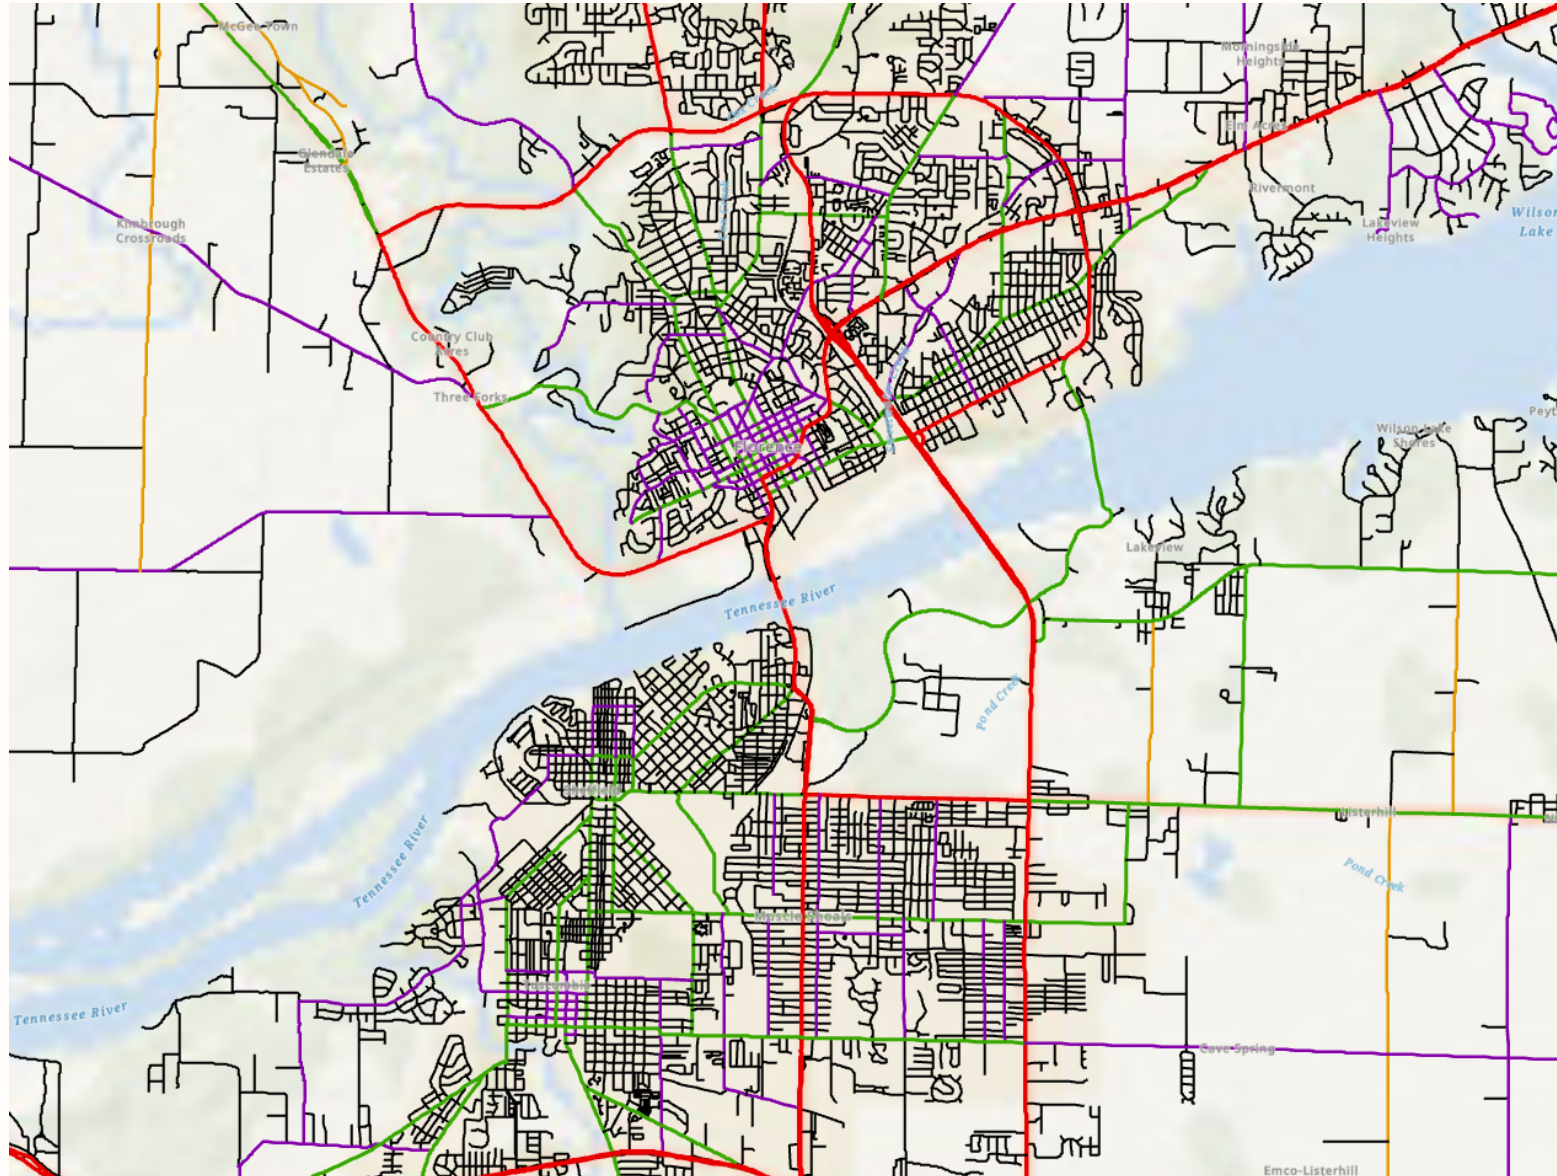 McGee Town
Morningside
Heights
Cox Creek
Elm Acres
Glendale
Estates
Rivermont
Kimbrough
Crossroads
Lakeview
Heights
Wilson
Lake
Country Club
Acres
Three Forks
Florence
Wilson Lake
Shores
Lakeview
Tennessee River
Pond Creek
Sheffield
Listerhill
Tennessee River
Pond Creek
Muscle Shoals
Tuscumbia
Tennessee River
Cave Spring
Emco-Listerhill